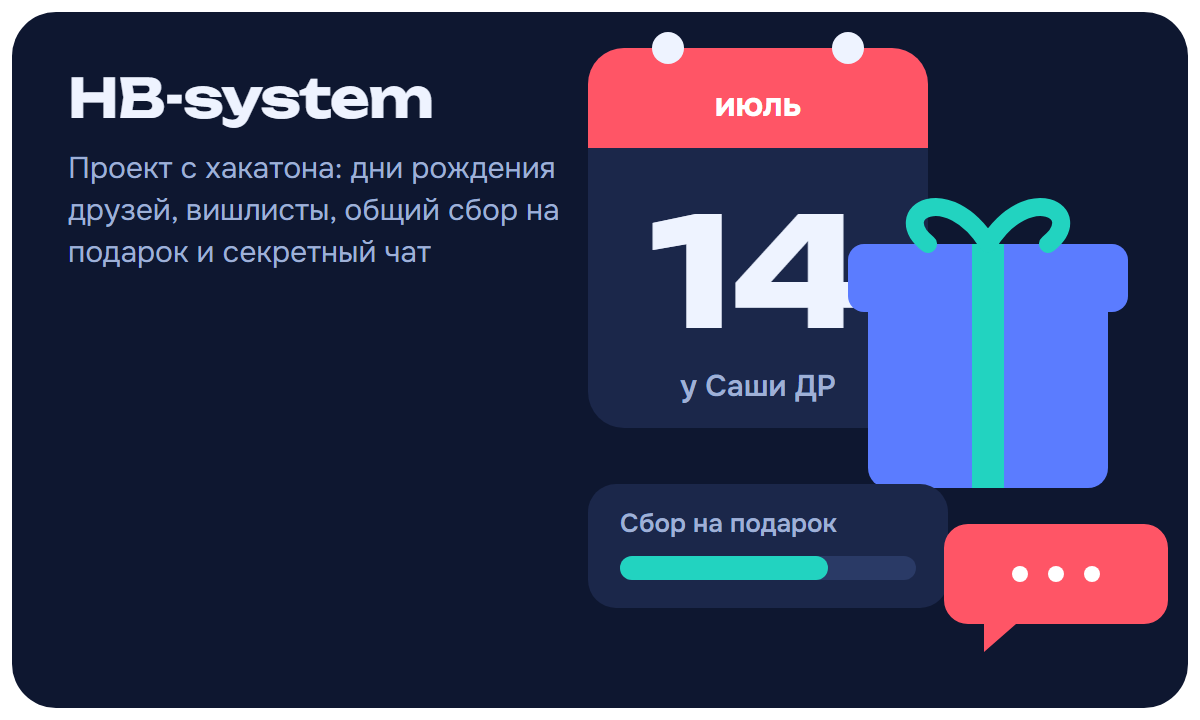 HB-system
Проект с хакатона: дни рождения
друзей, вишлисты, общий сбор на
подарок и секретный чат
июль
14
у Саши ДР
Сбор на подарок